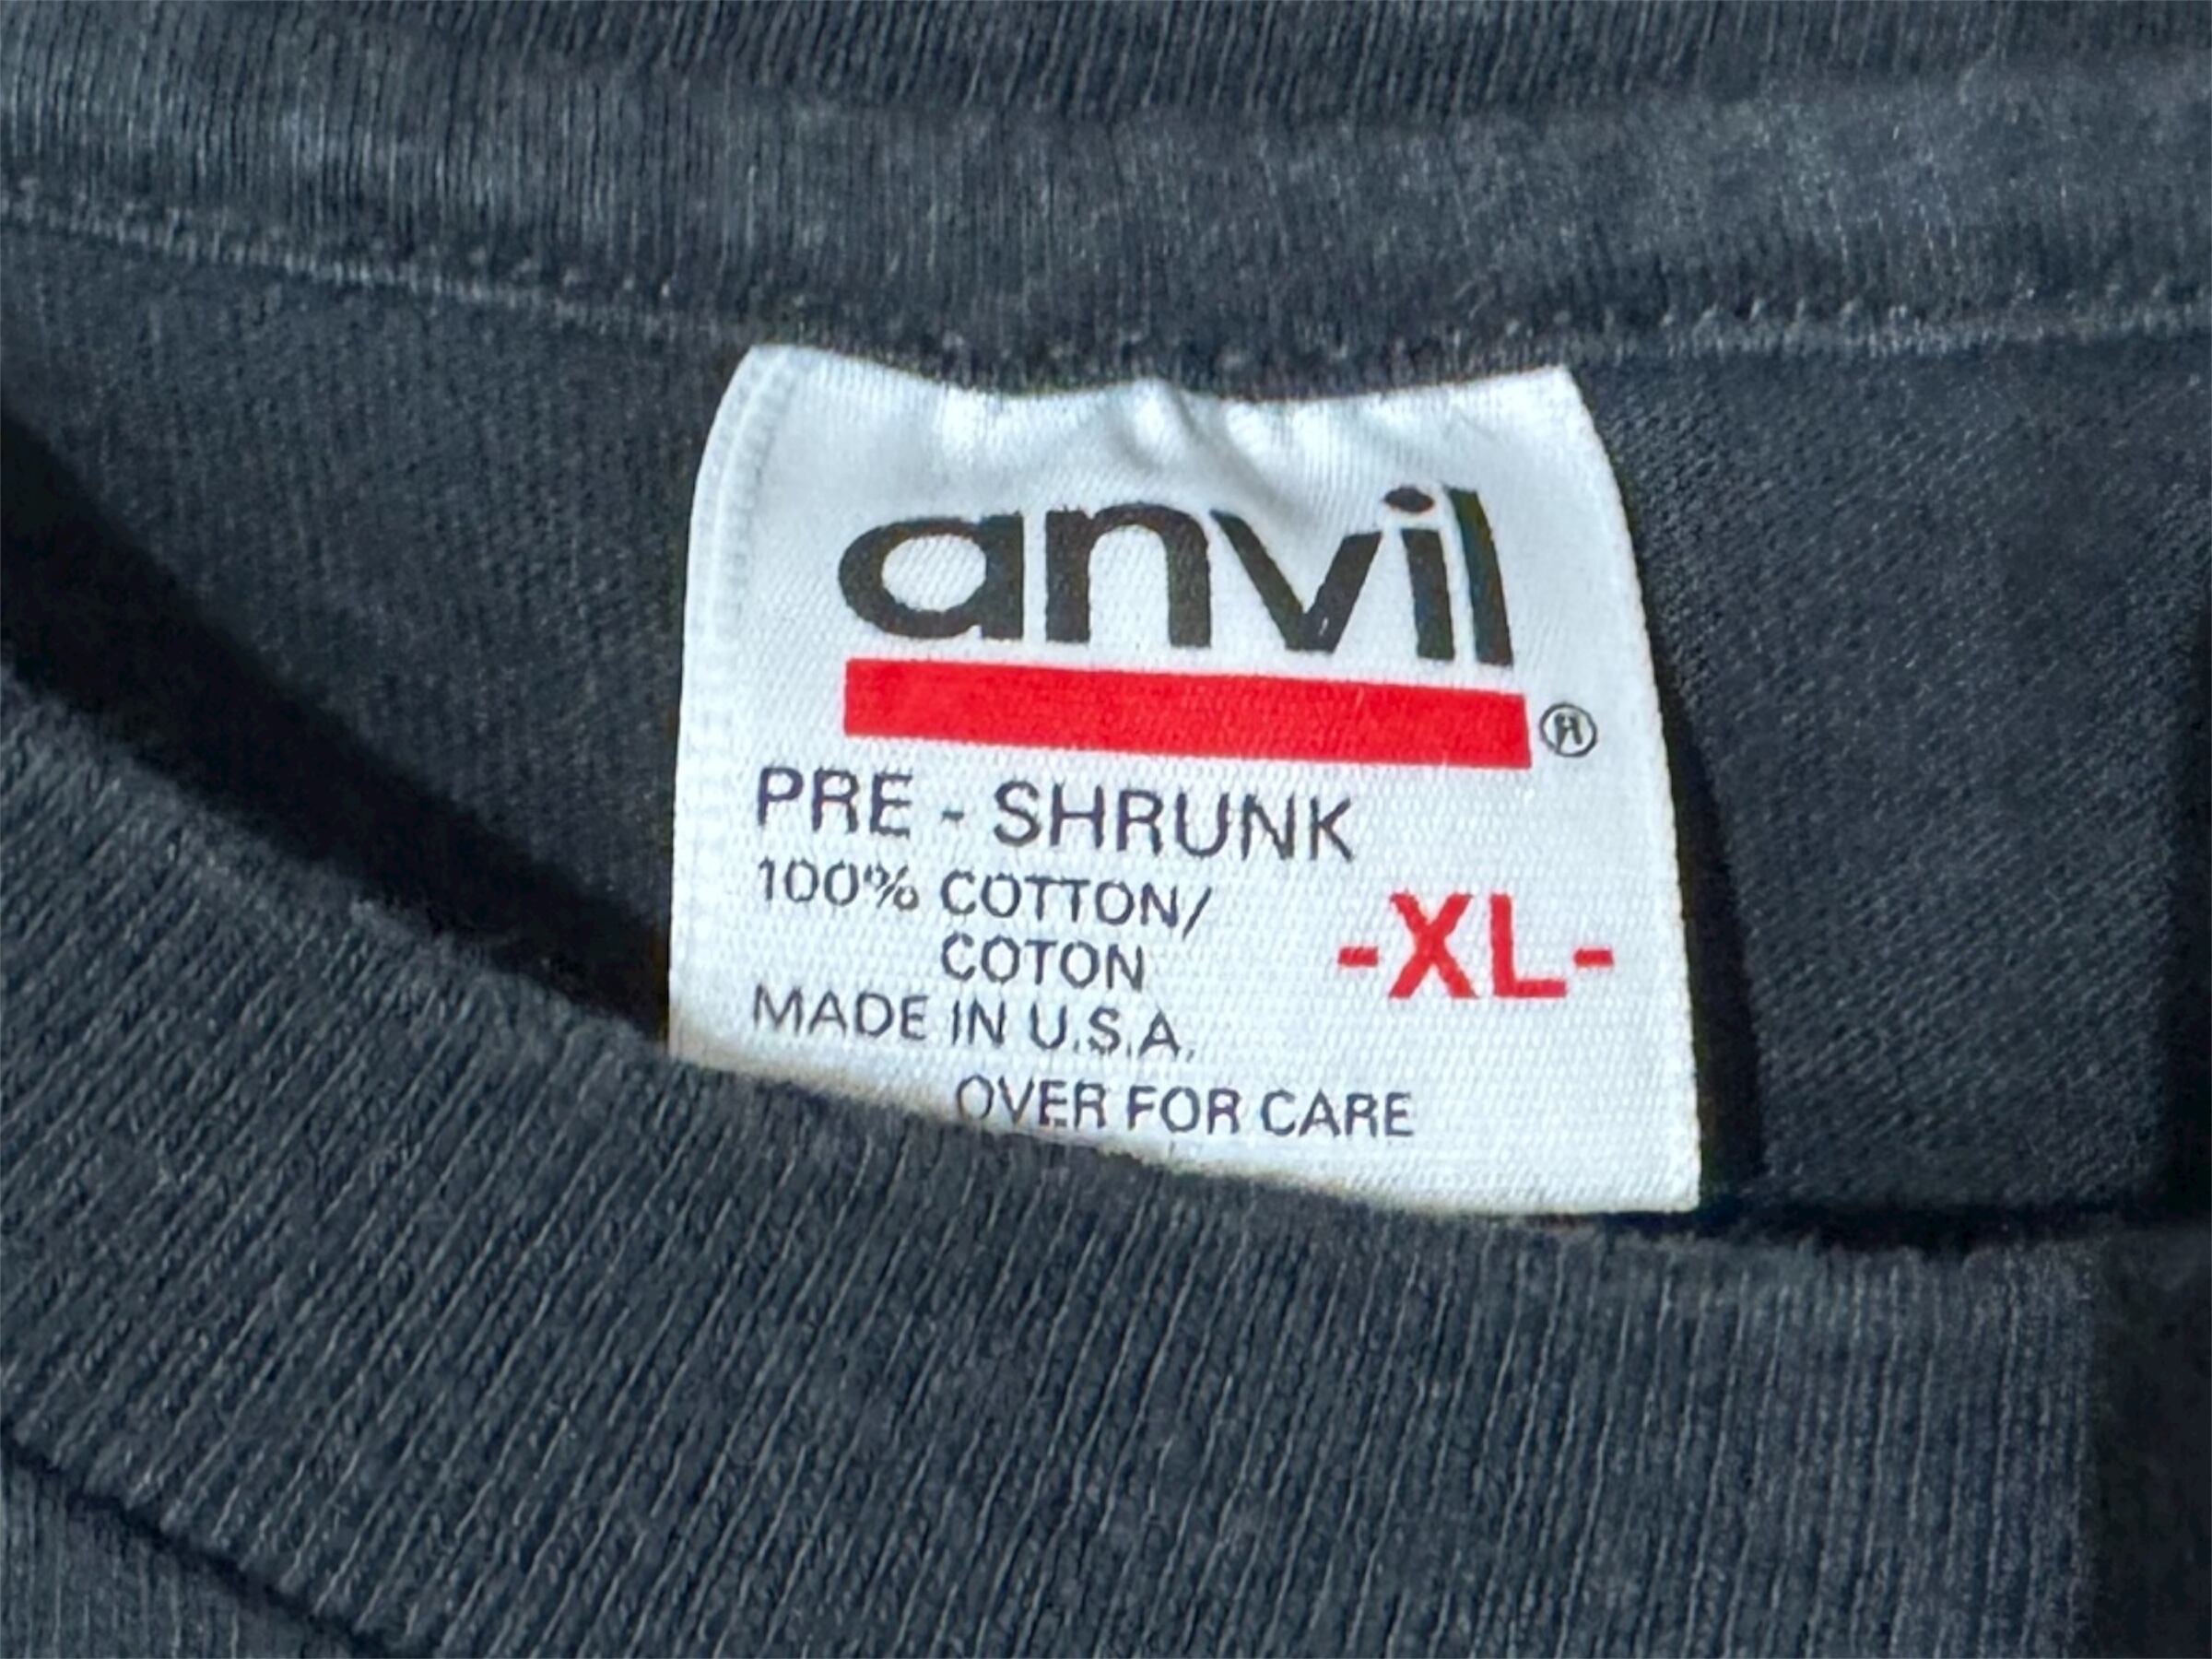 anvil
®
PRE - SHRUNK
100% COTTON/
COTON
-XL-
MADE IN U.S.A.
OVER FOR CARE